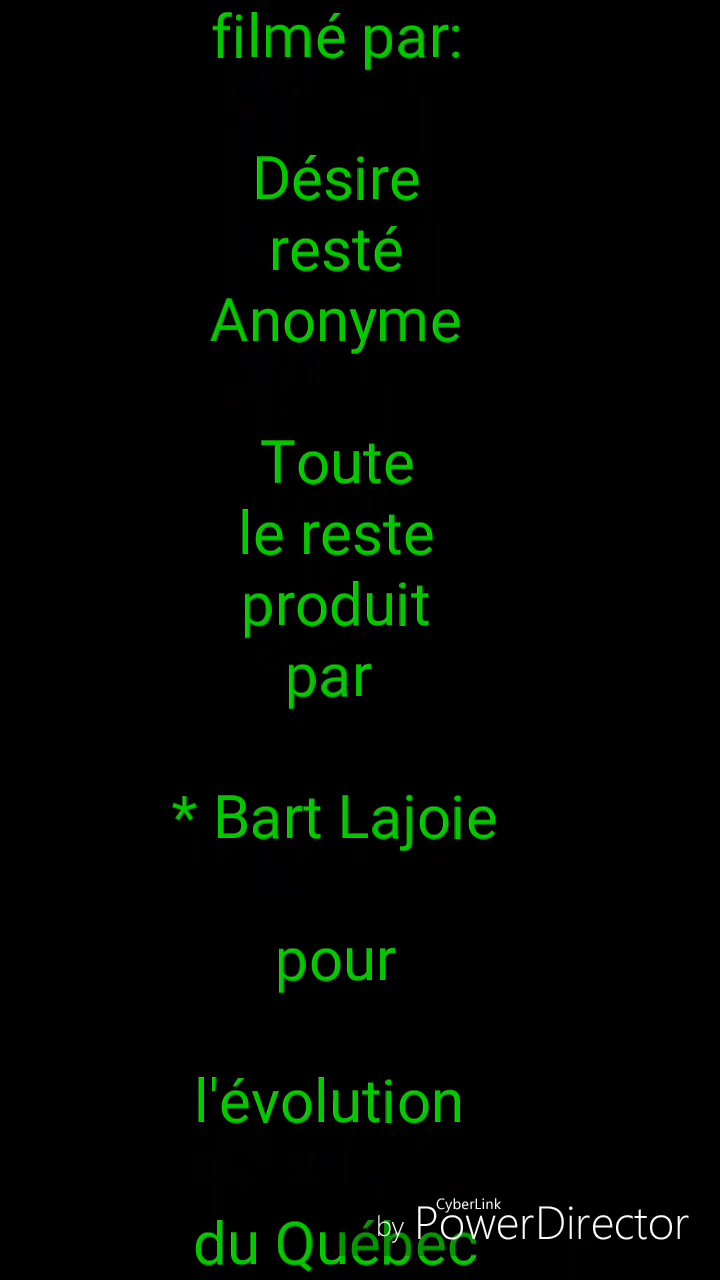 filmé par:
Désire
resté
Anonyme
Toute
le reste
produit
par
* Bart Lajoie
pour
l'évolution
du Québec
CyberLink
by PowerDirector